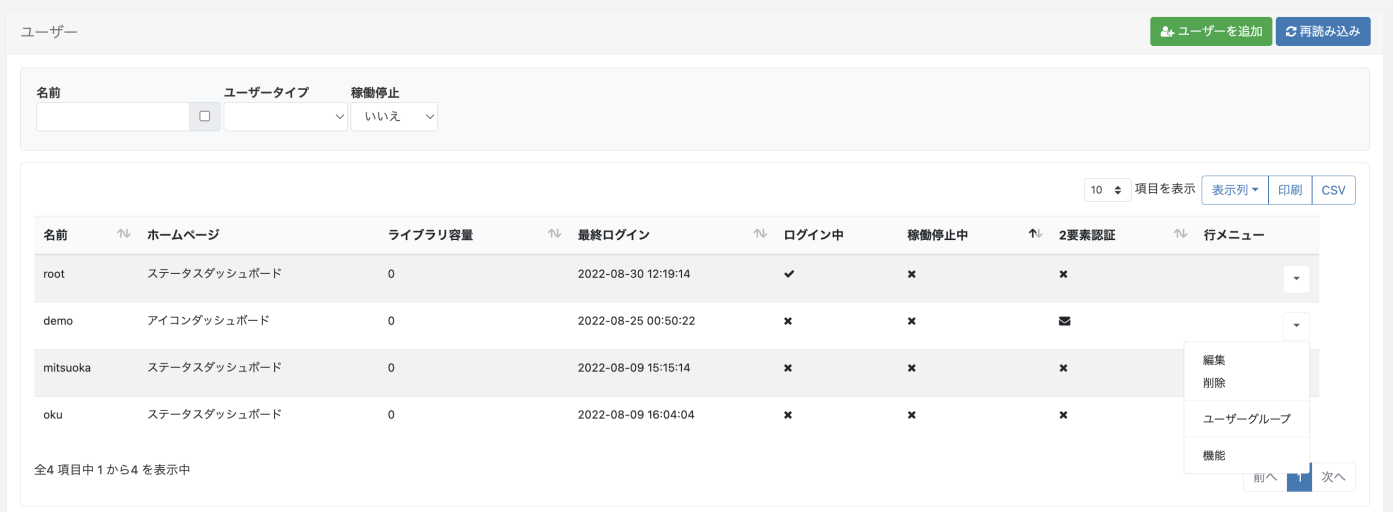 ユーザー ユーザーを追加 再読み込み
名前 ユーザータイプ 稼働停止
いいえ
10 項目を表示 表示列 印刷 CSV
名前 ホームページ ライブラリ容量 最終ログイン ログイン中 稼働停止中 2要素認証 行メニュー
root ステータスダッシュボード 0 2022-08-30 12:19:14
demo アイコンダッシュボード 0 2022-08-25 00:50:22
mitsuoka ステータスダッシュボード 0 2022-08-09 15:15:14
編集
削除
oku ステータスダッシュボード 0 2022-08-09 16:04:04
ユーザーグループ
機能
全4 項目中 1 から4 を表示中
前へ 1 次へ